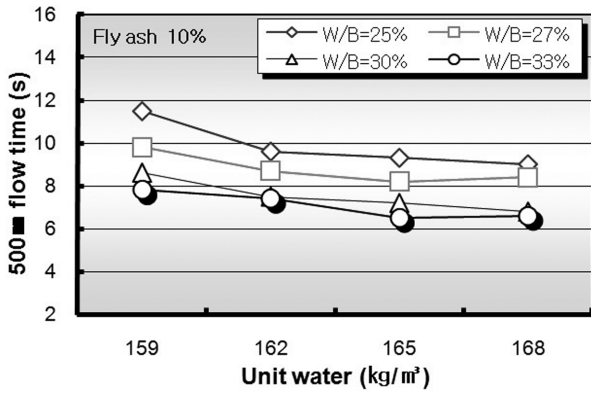 16
14
12
10
8
6
4
2
500㎜ flow time (s)
Fly ash 10%
W/B=25%
W/B=27%
W/B=30%
W/B=33%
159 162 165 168
Unit water (kg/㎥)